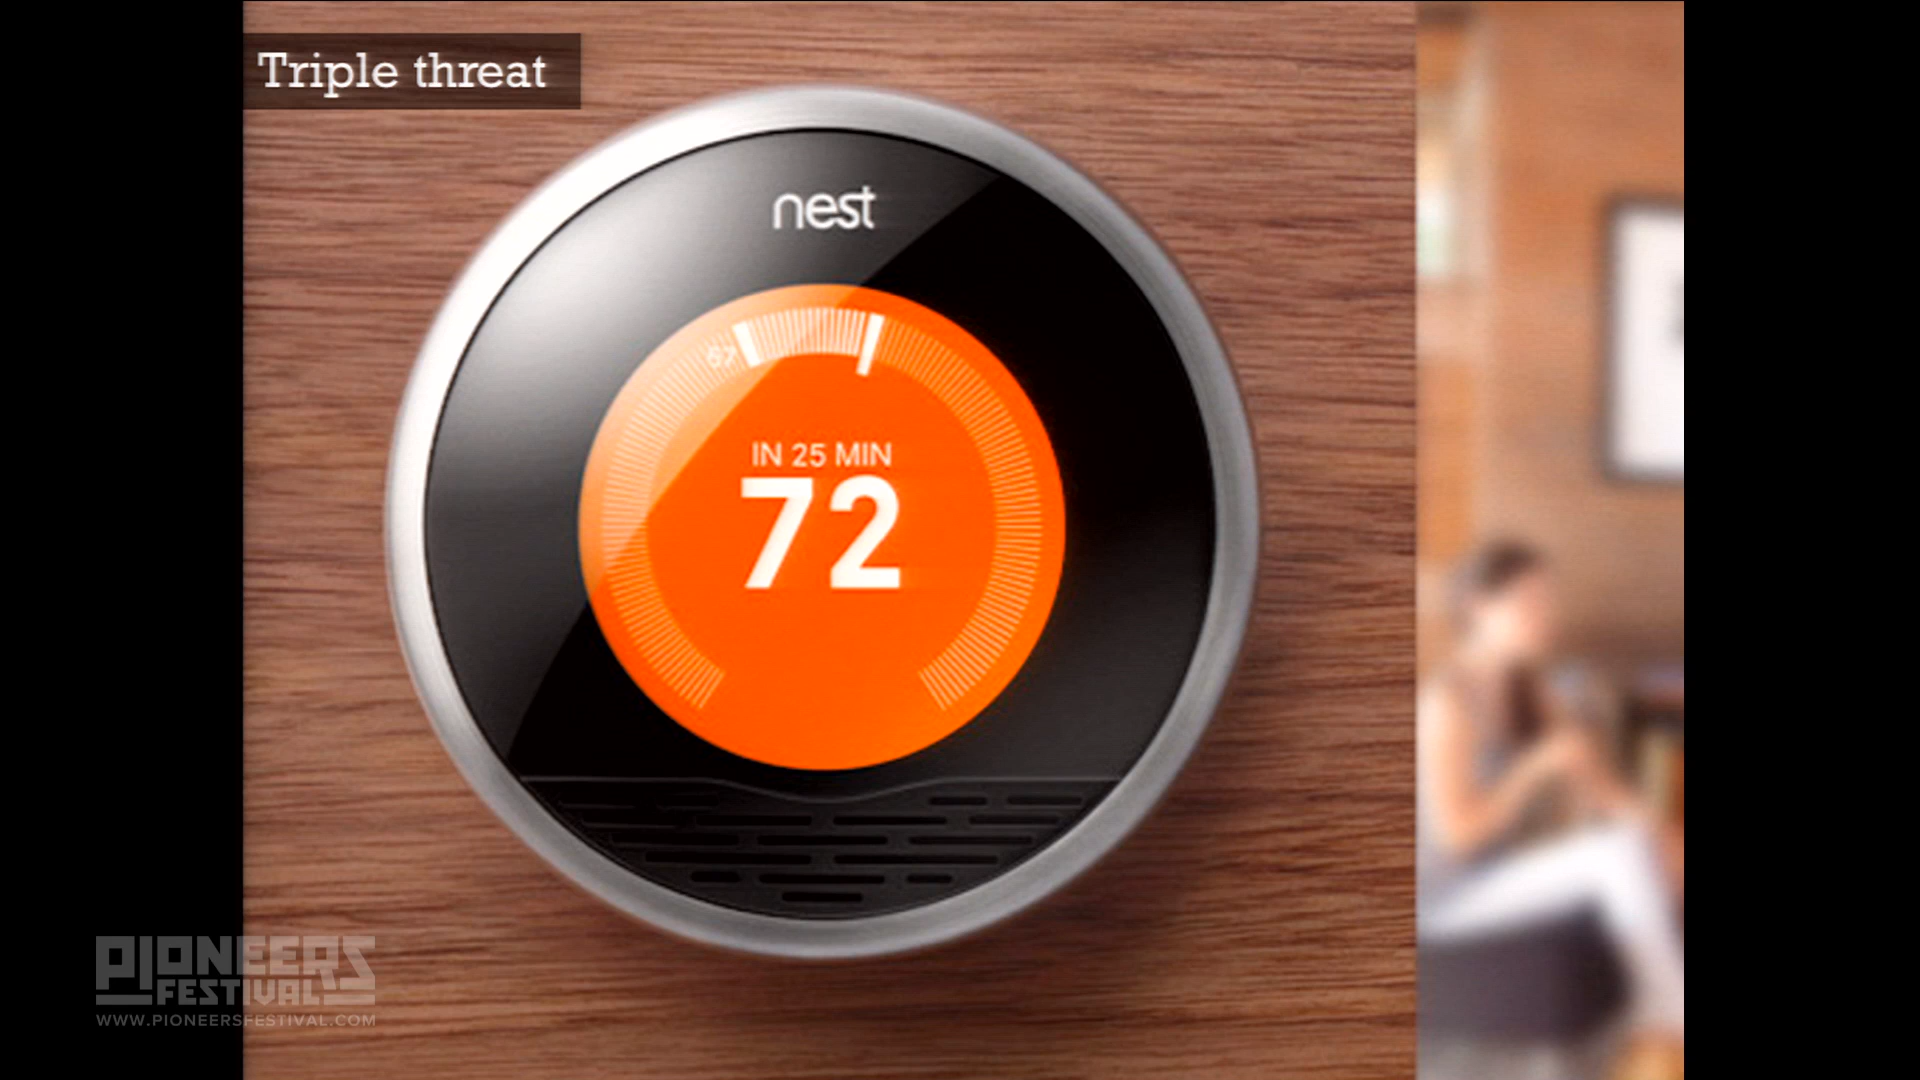 Triple threat
nest
67
IN 25 MIN
72
PIONEERS
FESTIVAL
WWW.PIONEERSFESTIVAL.COM